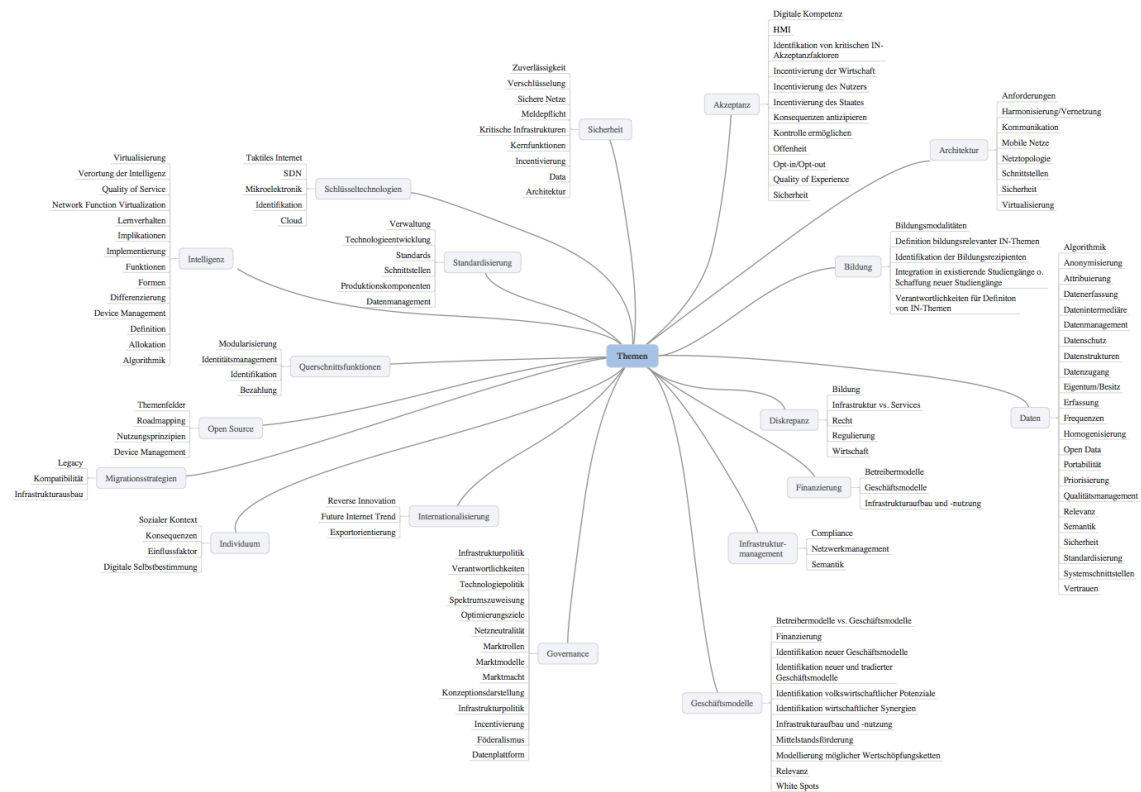 Themen
Akzeptanz
Digitale Kompetenz
HMI
Identfikation von kritischen IN-
Akzeptanzfaktoren
Incentivierung der Wirtschaft
Incentivierung des Nutzers
Incentivierung des Staates
Konsequenzen antizipieren
Kontrolle ermöglichen
Offenheit
Opt-in/Opt-out
Quality of Experience
Sicherheit
Architektur
Anforderungen
Harmonisierung/Vernetzung
Kommunikation
Mobile Netze
Netztopologie
Schnittstellen
Sicherheit
Virtualisierung
Bildung
Bildungsmodalitäten
Definition bildungsrelevanter IN-Themen
Identifikation der Bildungsrezipienten
Integration in existierende Studiengänge o.
Schaffung neuer Studiengänge
Verantwortlichkeiten für Definiton
von IN-Themen
Daten
Algorithmik
Anonymisierung
Attribuierung
Datenerfassung
Datenintermediäre
Datenmanagement
Datenschutz
Datenstrukturen
Datenzugang
Eigentum/Besitz
Erfassung
Frequenzen
Homogenisierung
Open Data
Portabilität
Priorisierung
Qualitätsmanagement
Relevanz
Semantik
Sicherheit
Standardisierung
Systemschnittstellen
Vertrauen
Diskrepanz
Bildung
Infrastruktur vs. Services
Recht
Regulierung
Wirtschaft
Finanzierung
Betreibermodelle
Geschäftsmodelle
Infrastrukturaufbau und -nutzung
Infrastruktur-
management
Compliance
Netzwerkmanagement
Semantik
Geschäftsmodelle
Betreibermodelle vs. Geschäftsmodelle
Finanzierung
Identifikation neuer Geschäftsmodelle
Identifikation neuer und tradierter
Geschäftsmodelle
Identifikation volkswirtschaftlicher Potenziale
Identifikation wirtschaftlicher Synergien
Infrastrukturaufbau und -nutzung
Mittelstandsförderung
Modellierung möglicher Wertschöpfungsketten
Relevanz
White Spots
Sicherheit
Zuverlässigkeit
Verschlüsselung
Sichere Netze
Meldepflicht
Kritische Infrastrukturen
Kernfunktionen
Incentivierung
Data
Architektur
Schlüsseltechnologien
Taktiles Internet
SDN
Mikroelektronik
Identifikation
Cloud
Standardisierung
Verwaltung
Technologieentwicklung
Standards
Schnittstellen
Produktionskomponenten
Datenmanagement
Intelligenz
Virtualisierung
Verortung der Intelligenz
Quality of Service
Network Function Virtualization
Lernverhalten
Implikationen
Implementierung
Funktionen
Formen
Differenzierung
Device Management
Definition
Allokation
Algorithmik
Querschnittsfunktionen
Modularisierung
Identitätsmanagement
Identifikation
Bezahlung
Open Source
Themenfelder
Roadmapping
Nutzungsprinzipien
Device Management
Migrationsstrategien
Legacy
Kompatibilität
Infrastrukturausbau
Individuum
Sozialer Kontext
Konsequenzen
Einflussfaktor
Digitale Selbstbestimmung
Internationalisierung
Reverse Innovation
Future Internet Trend
Exportorientierung
Governance
Infrastrukturpolitik
Verantwortlichkeiten
Technologiepolitik
Spektrumszuweisung
Optimierungsziele
Netzneutralität
Marktrollen
Marktmodelle
Marktmacht
Konzeptionsdarstellung
Infrastrukturpolitik
Incentivierung
Föderalismus
Datenplattform